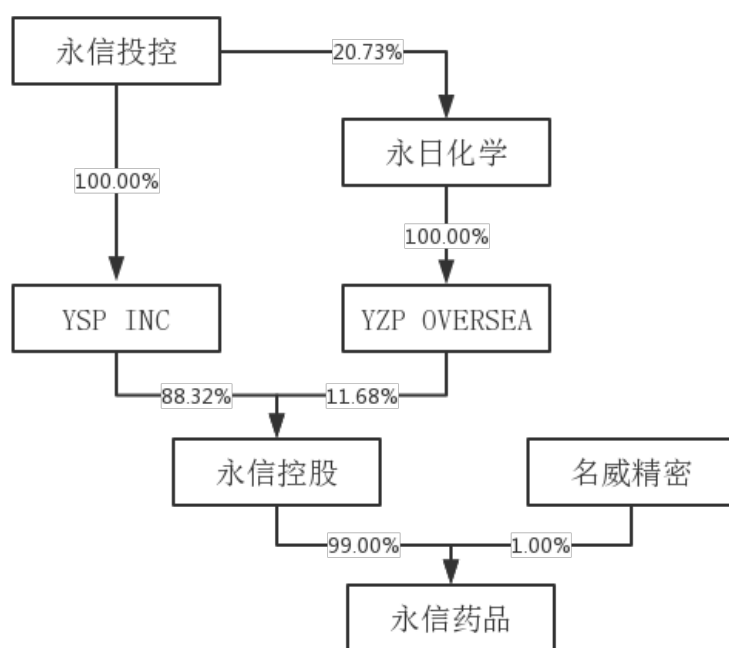 永信投控
20.73%
永日化学
100.00%
100.00%
YSP INC
YZP OVERSEA
88.32%
11.68%
永信控股
名威精密
99.00%
1.00%
永信药品